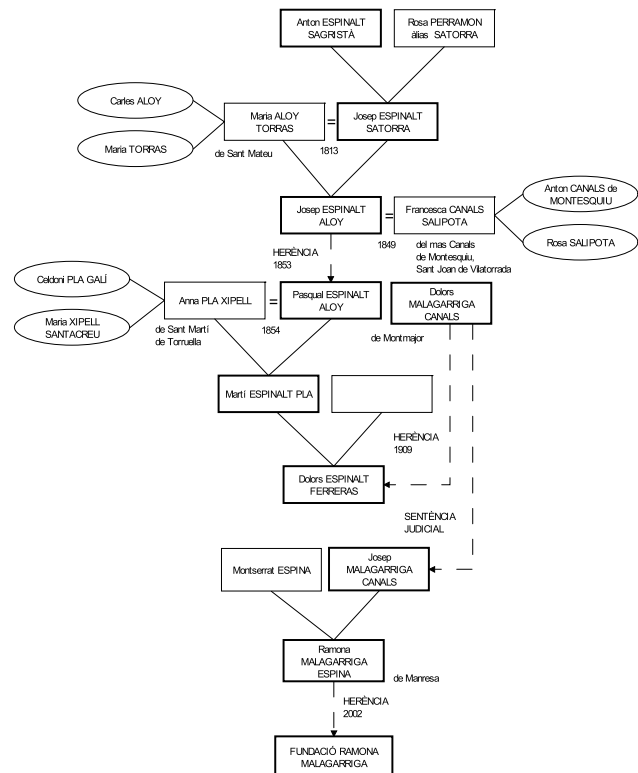 Anton ESPINALT
SAGRISTÀ
Rosa PERRAMON
àlias SATORRA
Carles ALOY
Maria TORRAS
Maria ALOY
TORRAS
=
Josep ESPINALT
SATORRA
de Sant Mateu
1813
Josep ESPINALT
ALOY
=
Francesca CANALS
SALIPOTA
Anton CANALS de
MONTESQUIU
Rosa SALIPOTA
1849
del mas Canals
de Montesquiu,
Sant Joan de Vilatorrada
HERÈNCIA
1853
Celdoni PLA GALÍ
Maria XIPELL
SANTACREU
Anna PLA XIPELL
=
Pasqual ESPINALT
ALOY
Dolors
MALAGARRIGA
CANALS
de Sant Martí
de Torruella
1854
de Montmajor
Martí ESPINALT PLA
HERÈNCIA
1909
Dolors ESPINALT
FERRERAS
SENTÈNCIA
JUDICIAL
Montserrat ESPINA
Josep
MALAGARRIGA
CANALS
Ramona
MALAGARRIGA
ESPINA
de Manresa
HERÈNCIA
2002
FUNDACIÓ RAMONA
MALAGARRIGA